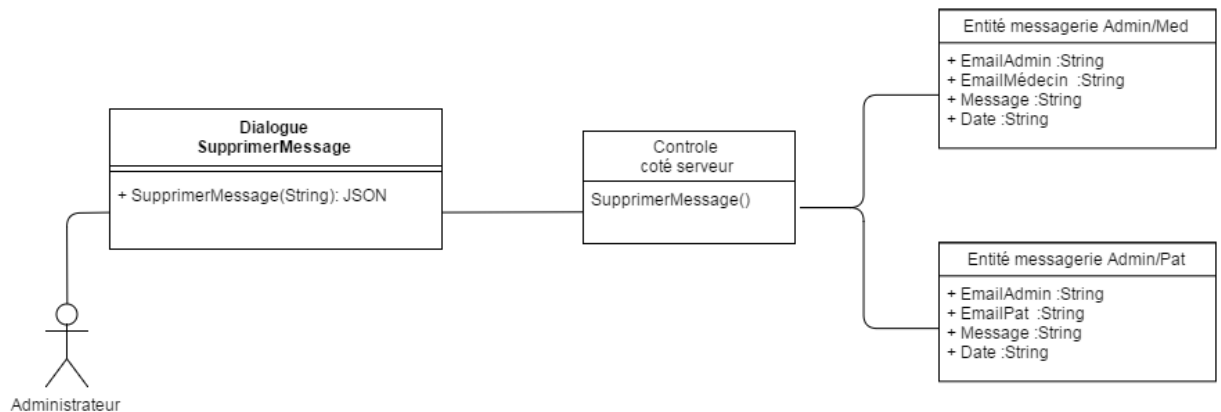 Entité messagerie Admin/Med
+ EmailAdmin :String
+ EmailMédecin :String
+ Message :String
+ Date :String
Dialogue
SupprimerMessage
+ SupprimerMessage(String): JSON
Controle
coté serveur
SupprimerMessage()
Entité messagerie Admin/Pat
+ EmailAdmin :String
+ EmailPat :String
+ Message :String
+ Date :String
Administrateur